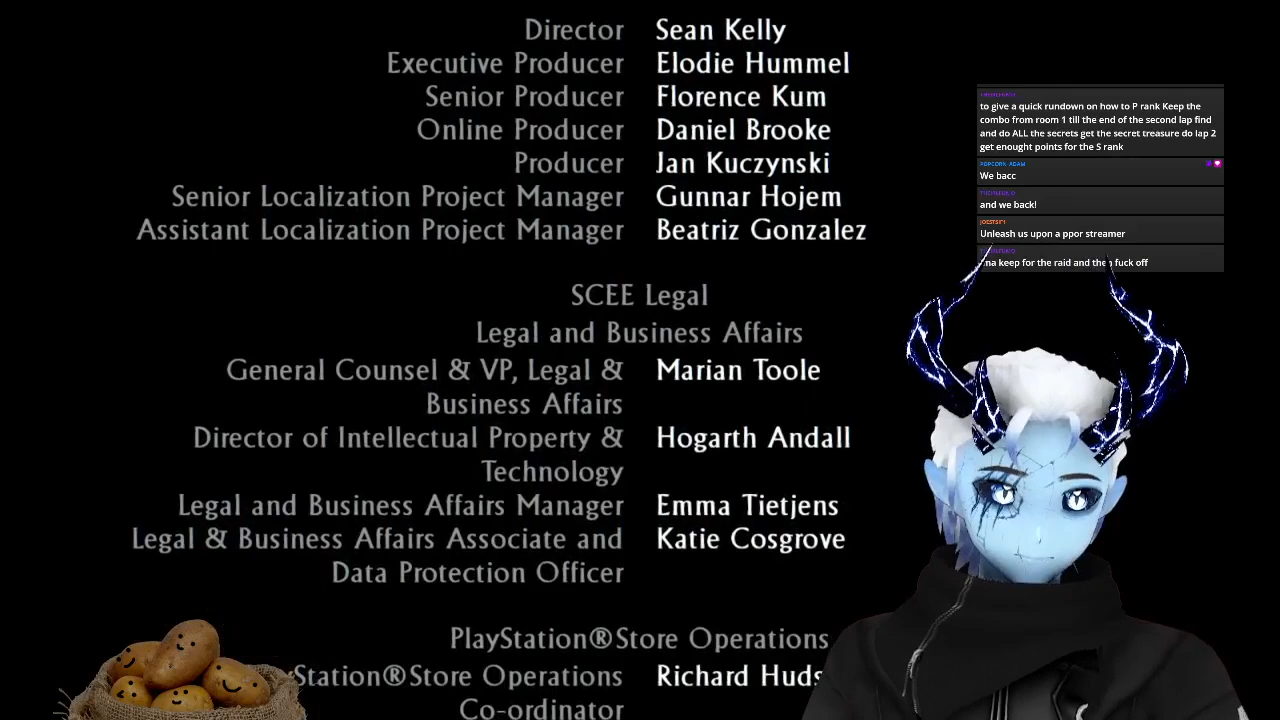 Director Sean Kelly
Executive Producer Elodie Hummel
Senior Producer Florence Kum
Online Producer Daniel Brooke
Producer Jan Kuczynski
Senior Localization Project Manager Gunnar Hojem
Assistant Localization Project Manager Beatriz Gonzalez
SCEE Legal
Legal and Business Affairs
General Counsel & VP, Legal & Marian Toole
Business Affairs
Director of Intellectual Property & Hogarth Andall
Technology
Legal and Business Affairs Manager Emma Tietjens
Legal & Business Affairs Associate and Katie Cosgrove
Data Protection Officer
PlayStation®Store Operations
Station®Store Operations Richard Huds
Co-ordinator
to give a quick rundown on how to P rank Keep the
combo from room 1 till the end of the second lap find
and do ALL the secrets get the secret treasure do lap 2
get enought points for the S rank
POPCORN_ADAM
We bacc
and we back!
Unleash us upon a ppor streamer
ma keep for the raid and then fuck off